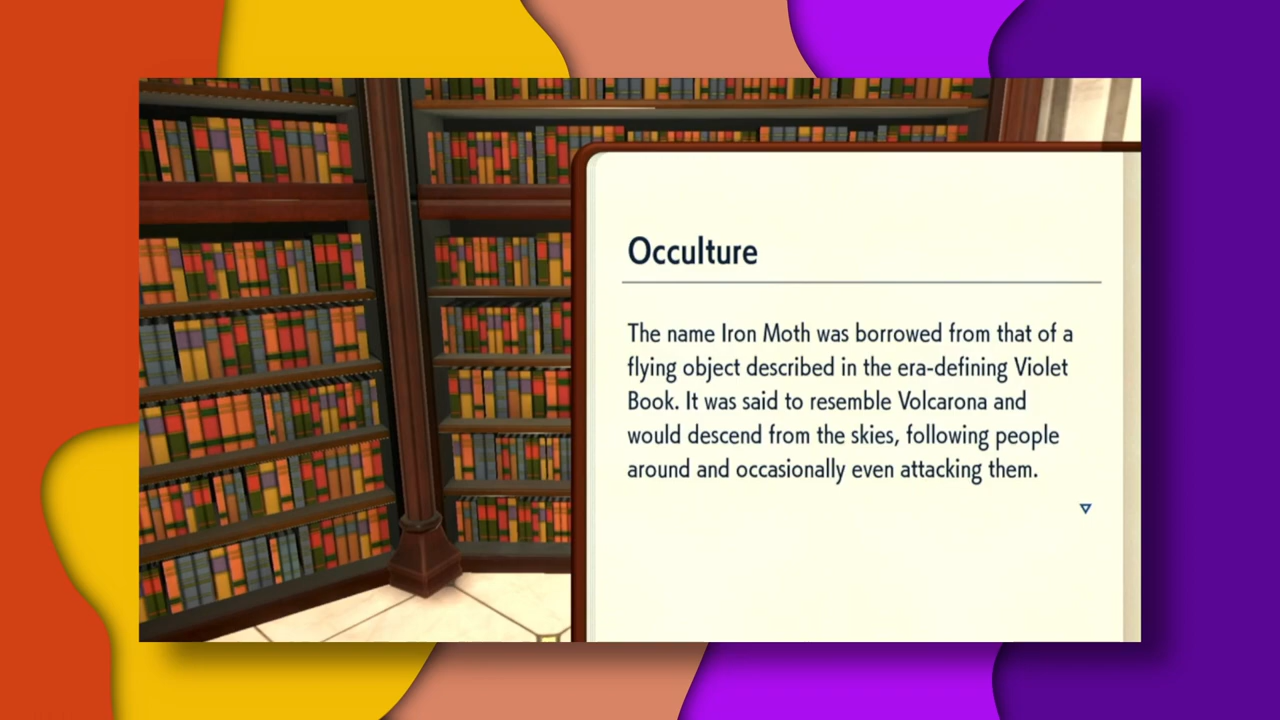 Occulture
The name Iron Moth was borrowed from that of a
flying object described in the era-defining Violet
Book. It was said to resemble Volcarona and
would descend from the skies, following people
around and occasionally even attacking them.